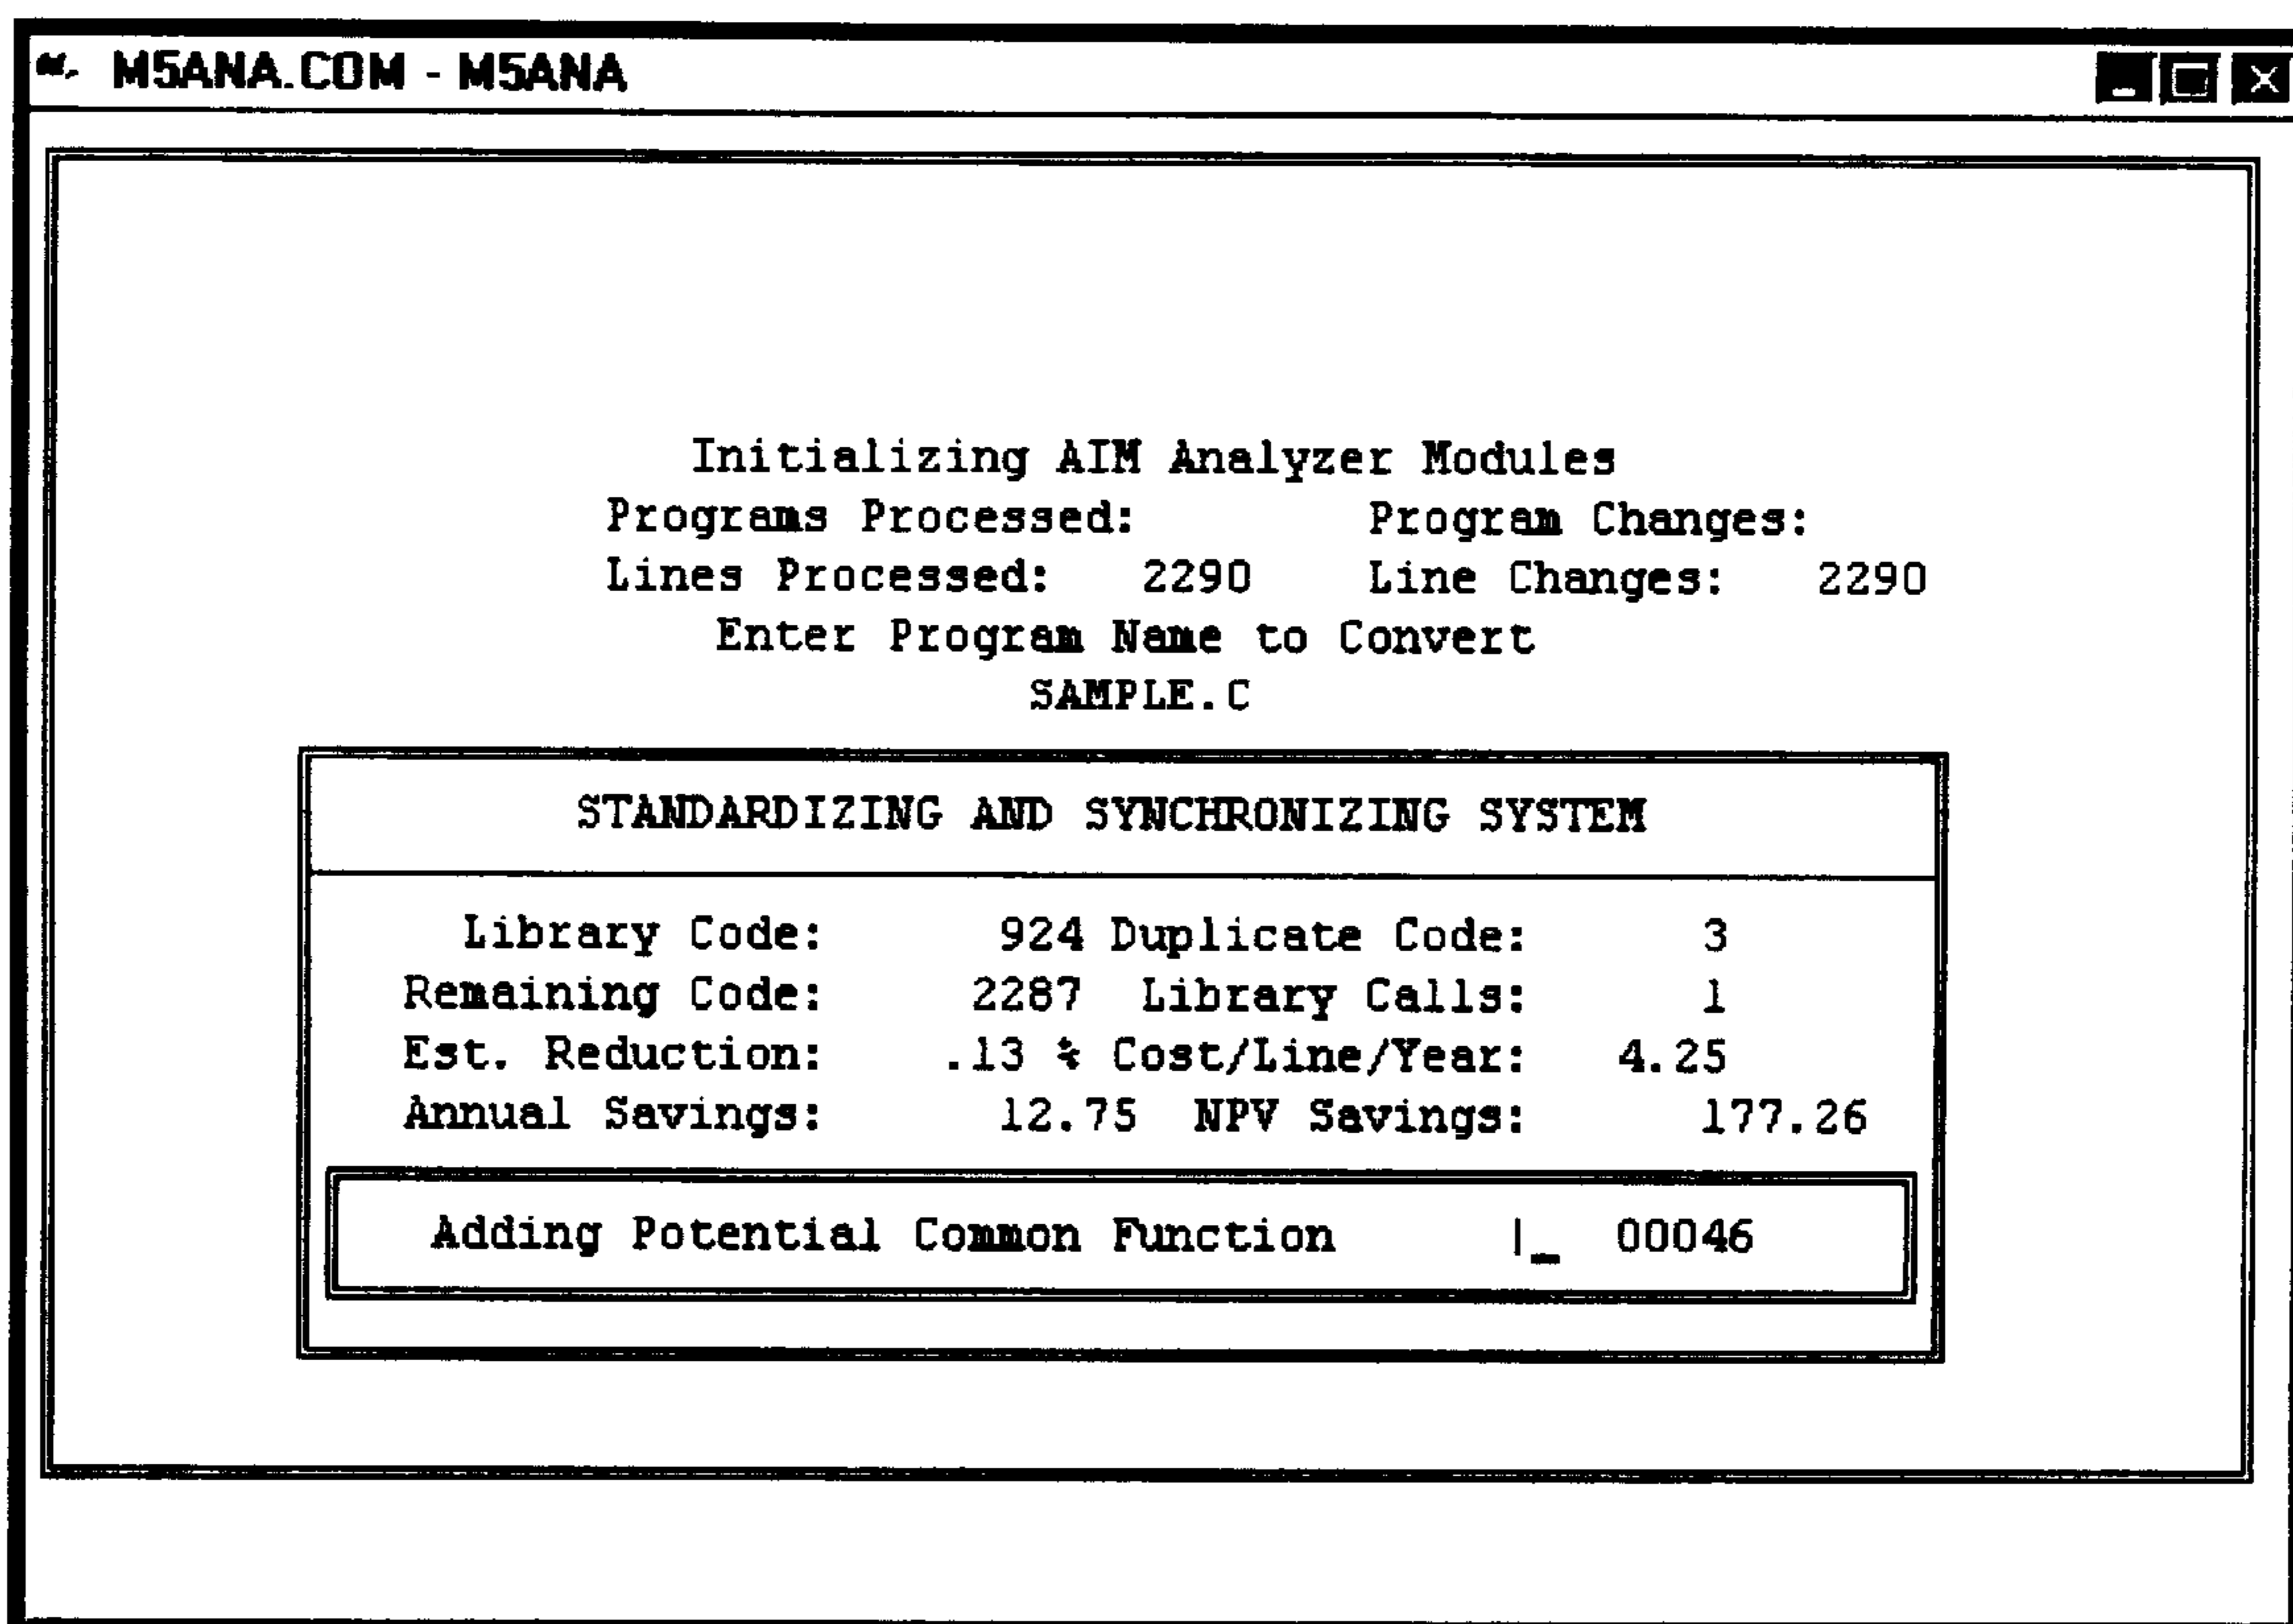 M5ANA.COM - M5ANA
Initializing AIM Analyzer Modules
Programs Processed: Program Changes:
Lines Processed: 2290 Line Changes: 2290
Enter Program Name to Convert
SAMPLE.C
STANDARDIZING AND SYNCHRONIZING SYSTEM
Library Code: 924 Duplicate Code: 3
Remaining Code: 2287 Library Calls: 1
Est. Reduction: .13 % Cost/Line/Year: 4.25
Annual Savings: 12.75 NPV Savings: 177.26
Adding Potential Common Function |_ 00046